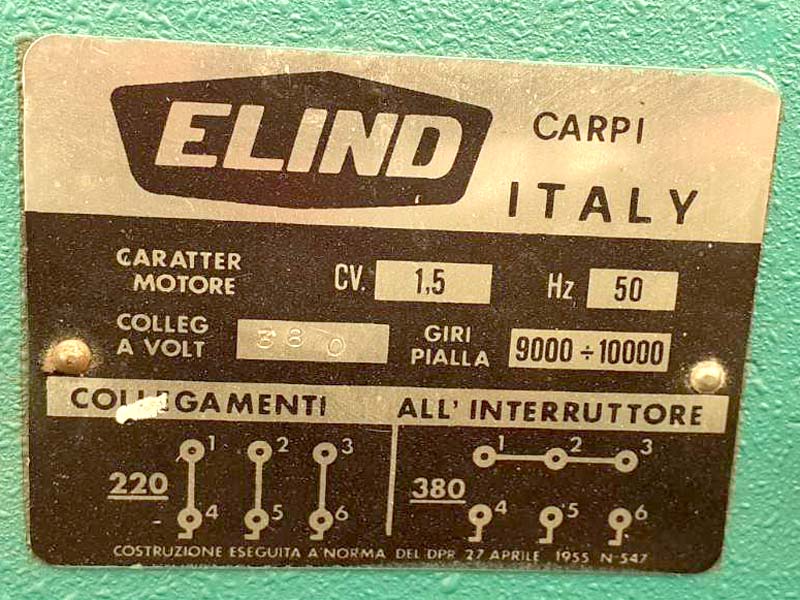 ELIND CARPI
ITALY
CARATTER MOTORE CV. 1,5 Hz 50
COLLEG A VOLT 380 GIRI PIALLA 9000÷10000
COLLEGAMENTI ALL'INTERRUTTORE
220 1 2 3 380 1 2 3
4 5 6 4 5 6
COSTRUZIONE ESEGUITA A NORMA DEL DPR. 27 APRILE 1955 N-547